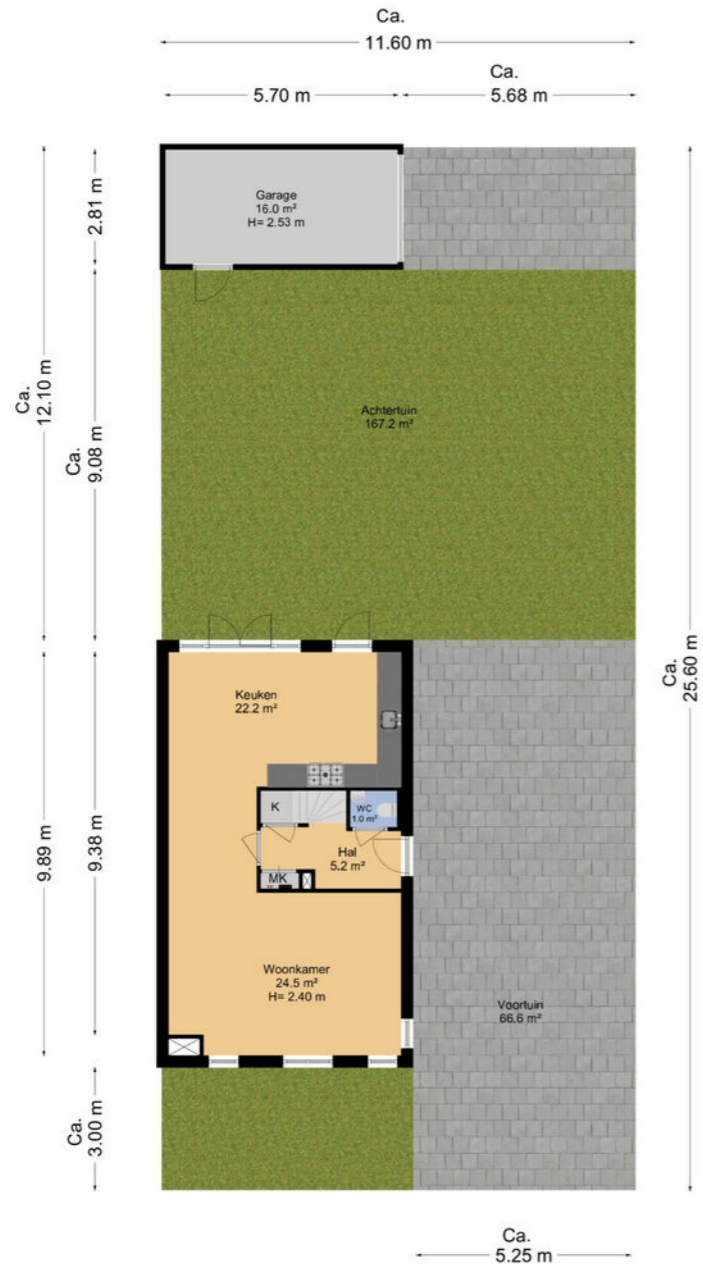 Ca.
11.60 m
Ca.
5.70 m
5.68 m
2.81 m
Garage
16.0 m²
H= 2.53 m
Ca.
12.10 m
Ca.
9.08 m
Achtertuin
167.2 m²
Ca.
25.60 m
Keuken
22.2 m²
K
WC
1.0 m²
Hal
5.2 m²
MK
9.89 m
9.38 m
Woonkamer
24.5 m²
H= 2.40 m
Voortuin
66.6 m²
Ca.
3.00 m
Ca.
5.25 m